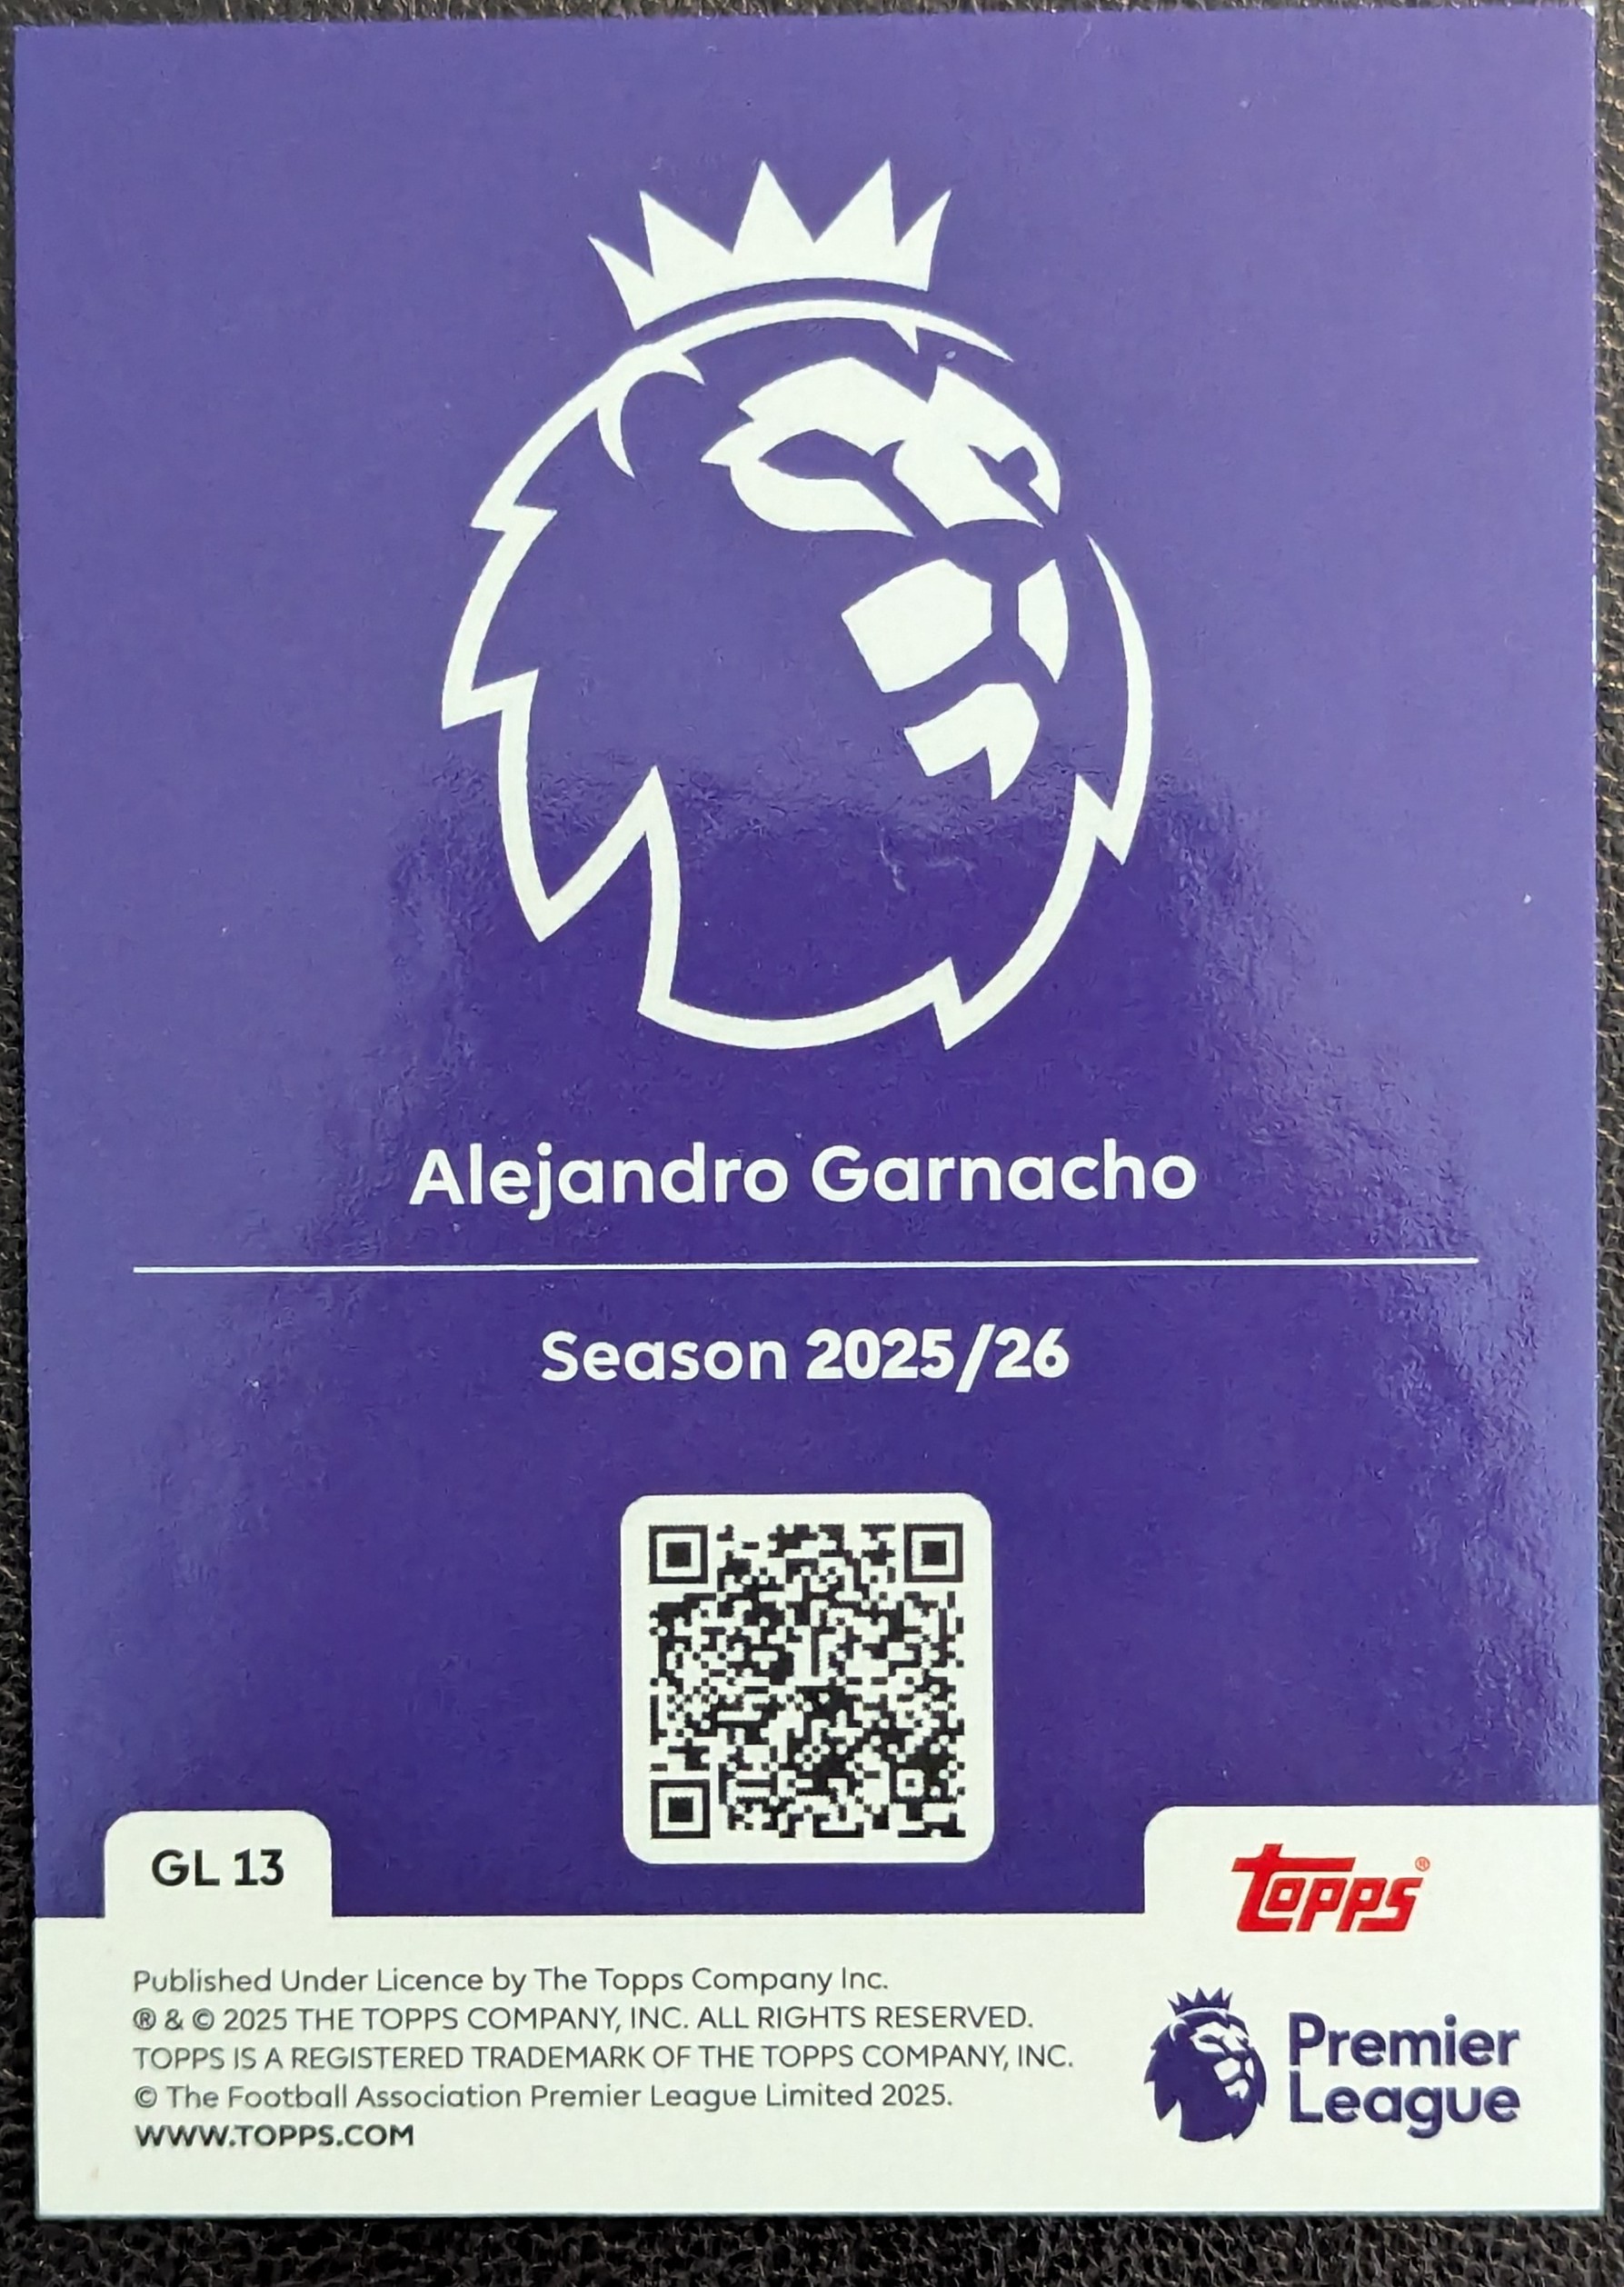 Alejandro Garnacho
Season 2025/26
GL 13
TOPPS®
Published Under Licence by The Topps Company Inc.
® & © 2025 THE TOPPS COMPANY, INC. ALL RIGHTS RESERVED.
TOPPS IS A REGISTERED TRADEMARK OF THE TOPPS COMPANY, INC.
© The Football Association Premier League Limited 2025.
WWW.TOPPS.COM
Premier
League